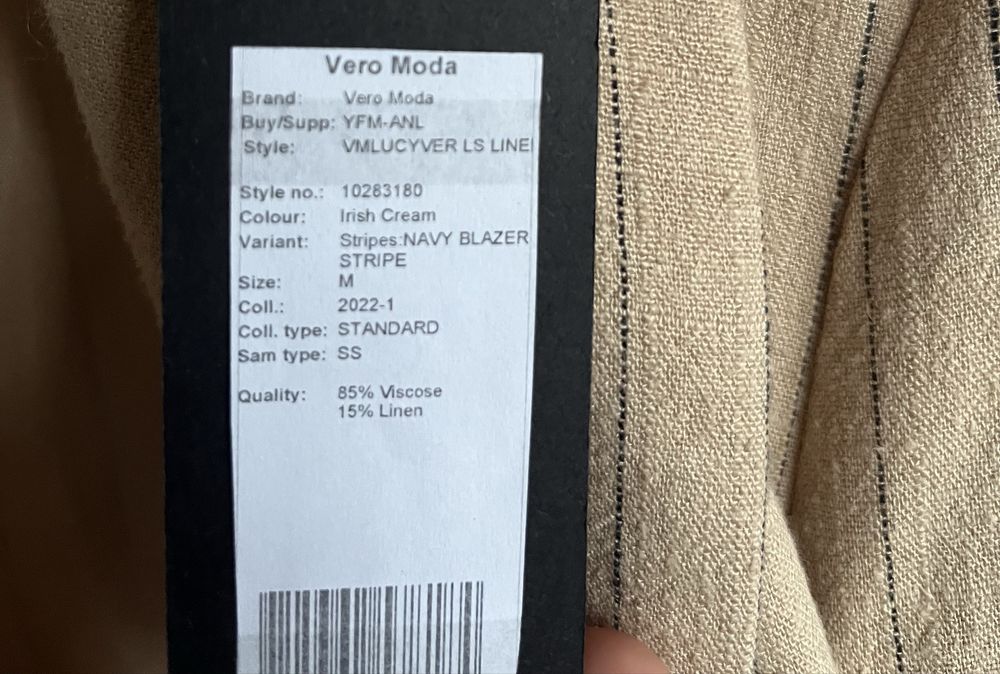 Vero Moda
Brand: Vero Moda
Buy/Supp: YFM-ANL
Style: VMLUCYVER LS LINE
Style no.: 10283180
Colour: Irish Cream
Variant: Stripes:NAVY BLAZER
STRIPE
Size: M
Coll.: 2022-1
Coll. type: STANDARD
Sam type: SS
Quality: 85% Viscose
15% Linen